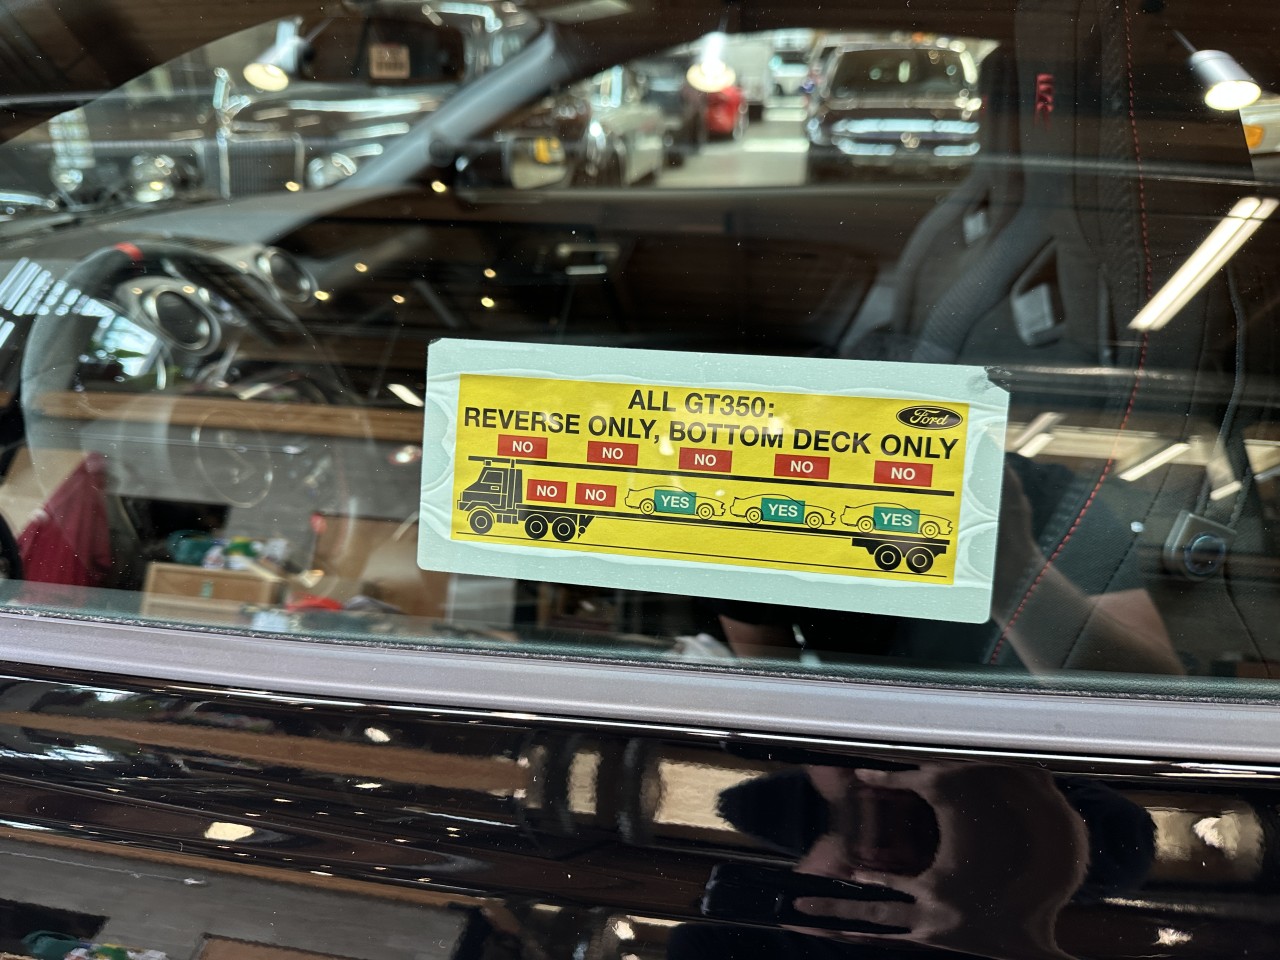 ALL GT350:
Ford
REVERSE ONLY, BOTTOM DECK ONLY
NO NO NO NO NO
NO NO YES YES YES